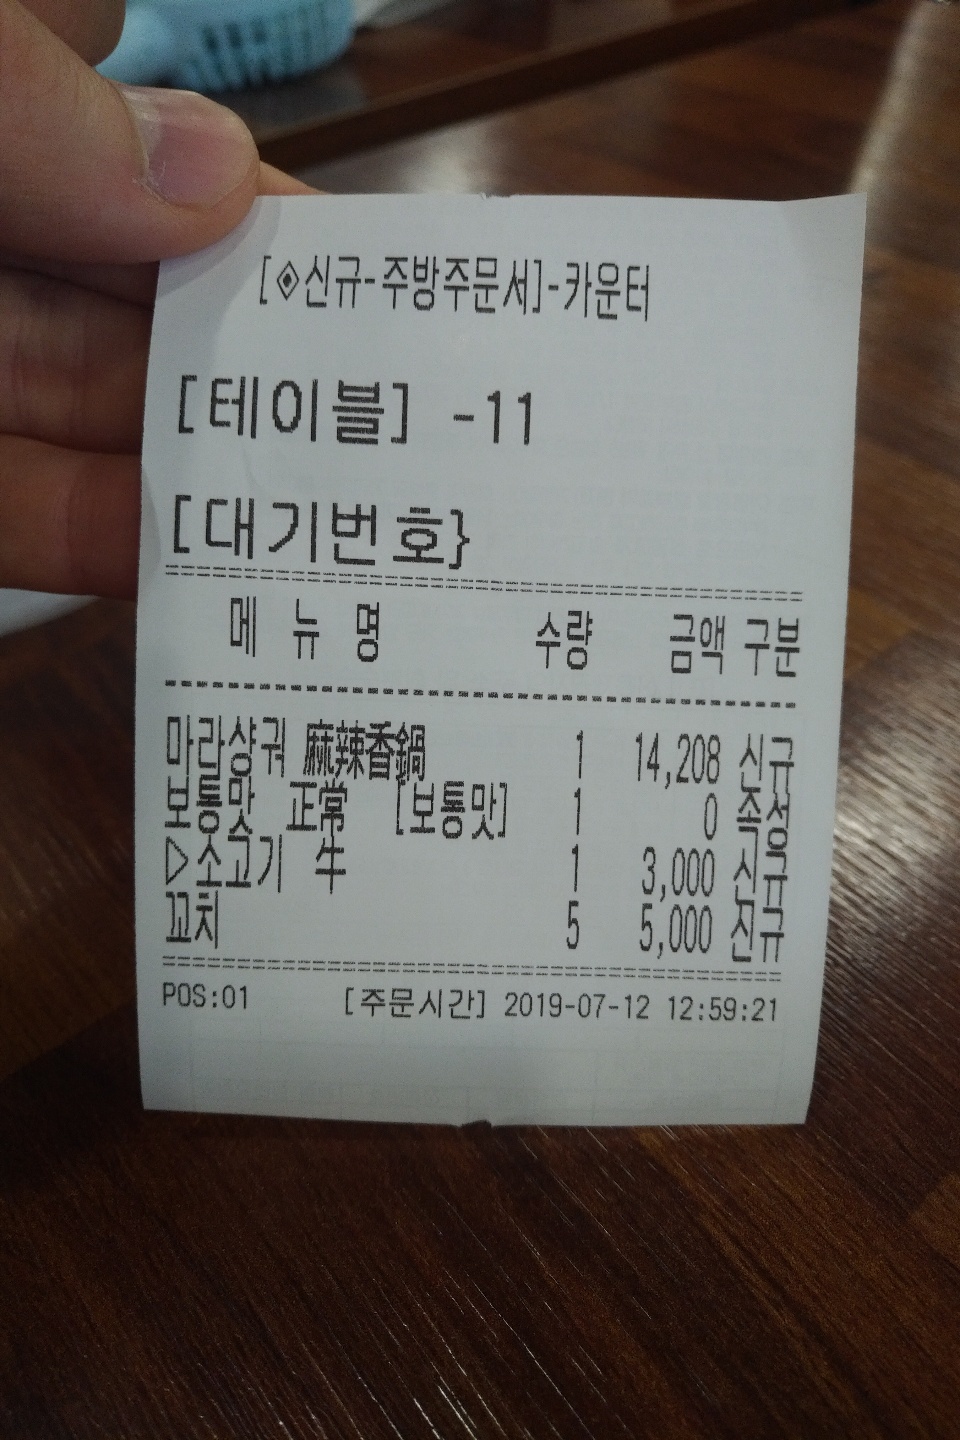 [◈신규-주방주문서]-카운터
[테이블] -11
[대기번호}
메 뉴 명 수량 금액 구분
마라샹궈 麻辣香鍋 1 14,208 신규
보통맛 正常 [보통맛] 1 0 속성
▷소고기 牛 1 3,000 신규
꼬치 5 5,000 신규
POS:01 [주문시간] 2019-07-12 12:59:21